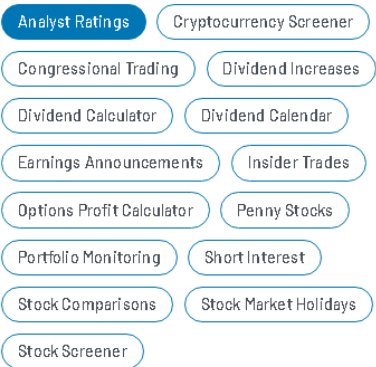 Analyst Ratings
Cryptocurrency Screener
Congressional Trading
Dividend Increases
Dividend Calculator
Dividend Calendar
Earnings Announcements
Insider Trades
Options Profit Calculator
Penny Stocks
Portfolio Monitoring
Short Interest
Stock Comparisons
Stock Market Holidays
Stock Screener